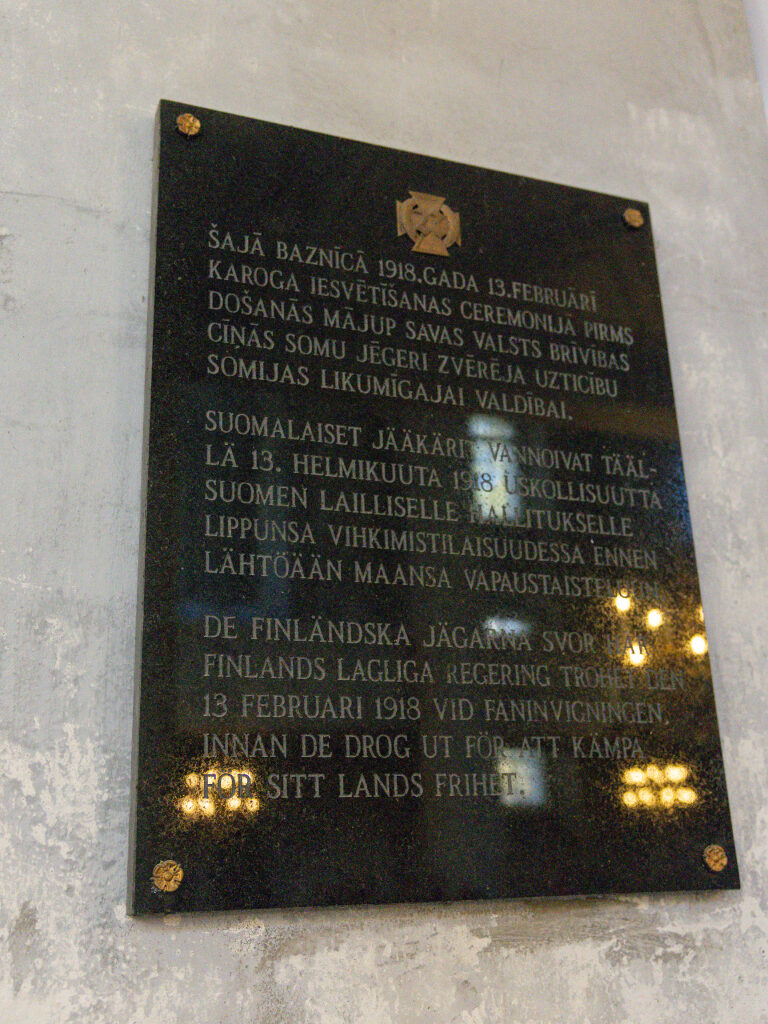 ŠAJĀ BAZNĪCĀ 1918.GADA 13.FEBRUĀRĪ
KAROGA IESVĒTĪŠANAS CEREMONIJĀ PIRMS
DOŠANĀS MĀJUP SAVAS VALSTS BRĪVĪBAS
CĪŅĀS SOMU JĒGERI ZVĒRĒJA UZTICĪBU
SOMIJAS LIKUMĪGAJAI VALDĪBAI.
SUOMALAISET JÄÄKÄRIT VANNOIVAT TÄÄL-
LÄ 13. HELMIKUUTA 1918 USKOLLISUUTTA
SUOMEN LAILLISELLE HALLITUKSELLE
LIPPUNSA VIHKIMISTILAISUUDESSA ENNEN
LÄHTÖÄÄN MAANSA VAPAUSTAISTELUUN
DE FINLÄNDSKA JÄGARNA SVOR HÄR
FINLANDS LAGLIGA REGERING TROHET DEN
13 FEBRUARI 1918 VID FANINVIGNINGEN,
INNAN DE DROG UT FÖR ATT KÄMPA
FÖR SITT LANDS FRIHET.